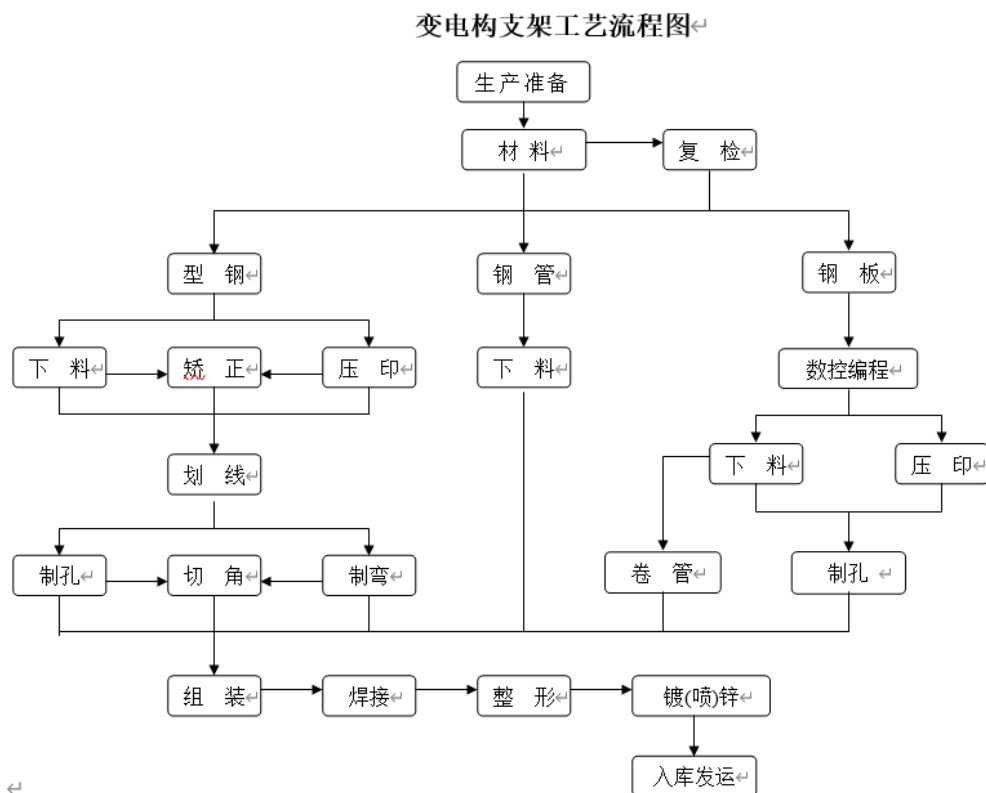 变电构支架工艺流程图
生产准备
材料
复检
型钢
钢管
钢板
下料
矫正
压印
下料
数控编程
划线
下料
压印
制孔
切角
制弯
卷管
制孔
组装
焊接
整形
镀(喷)锌
入库发运